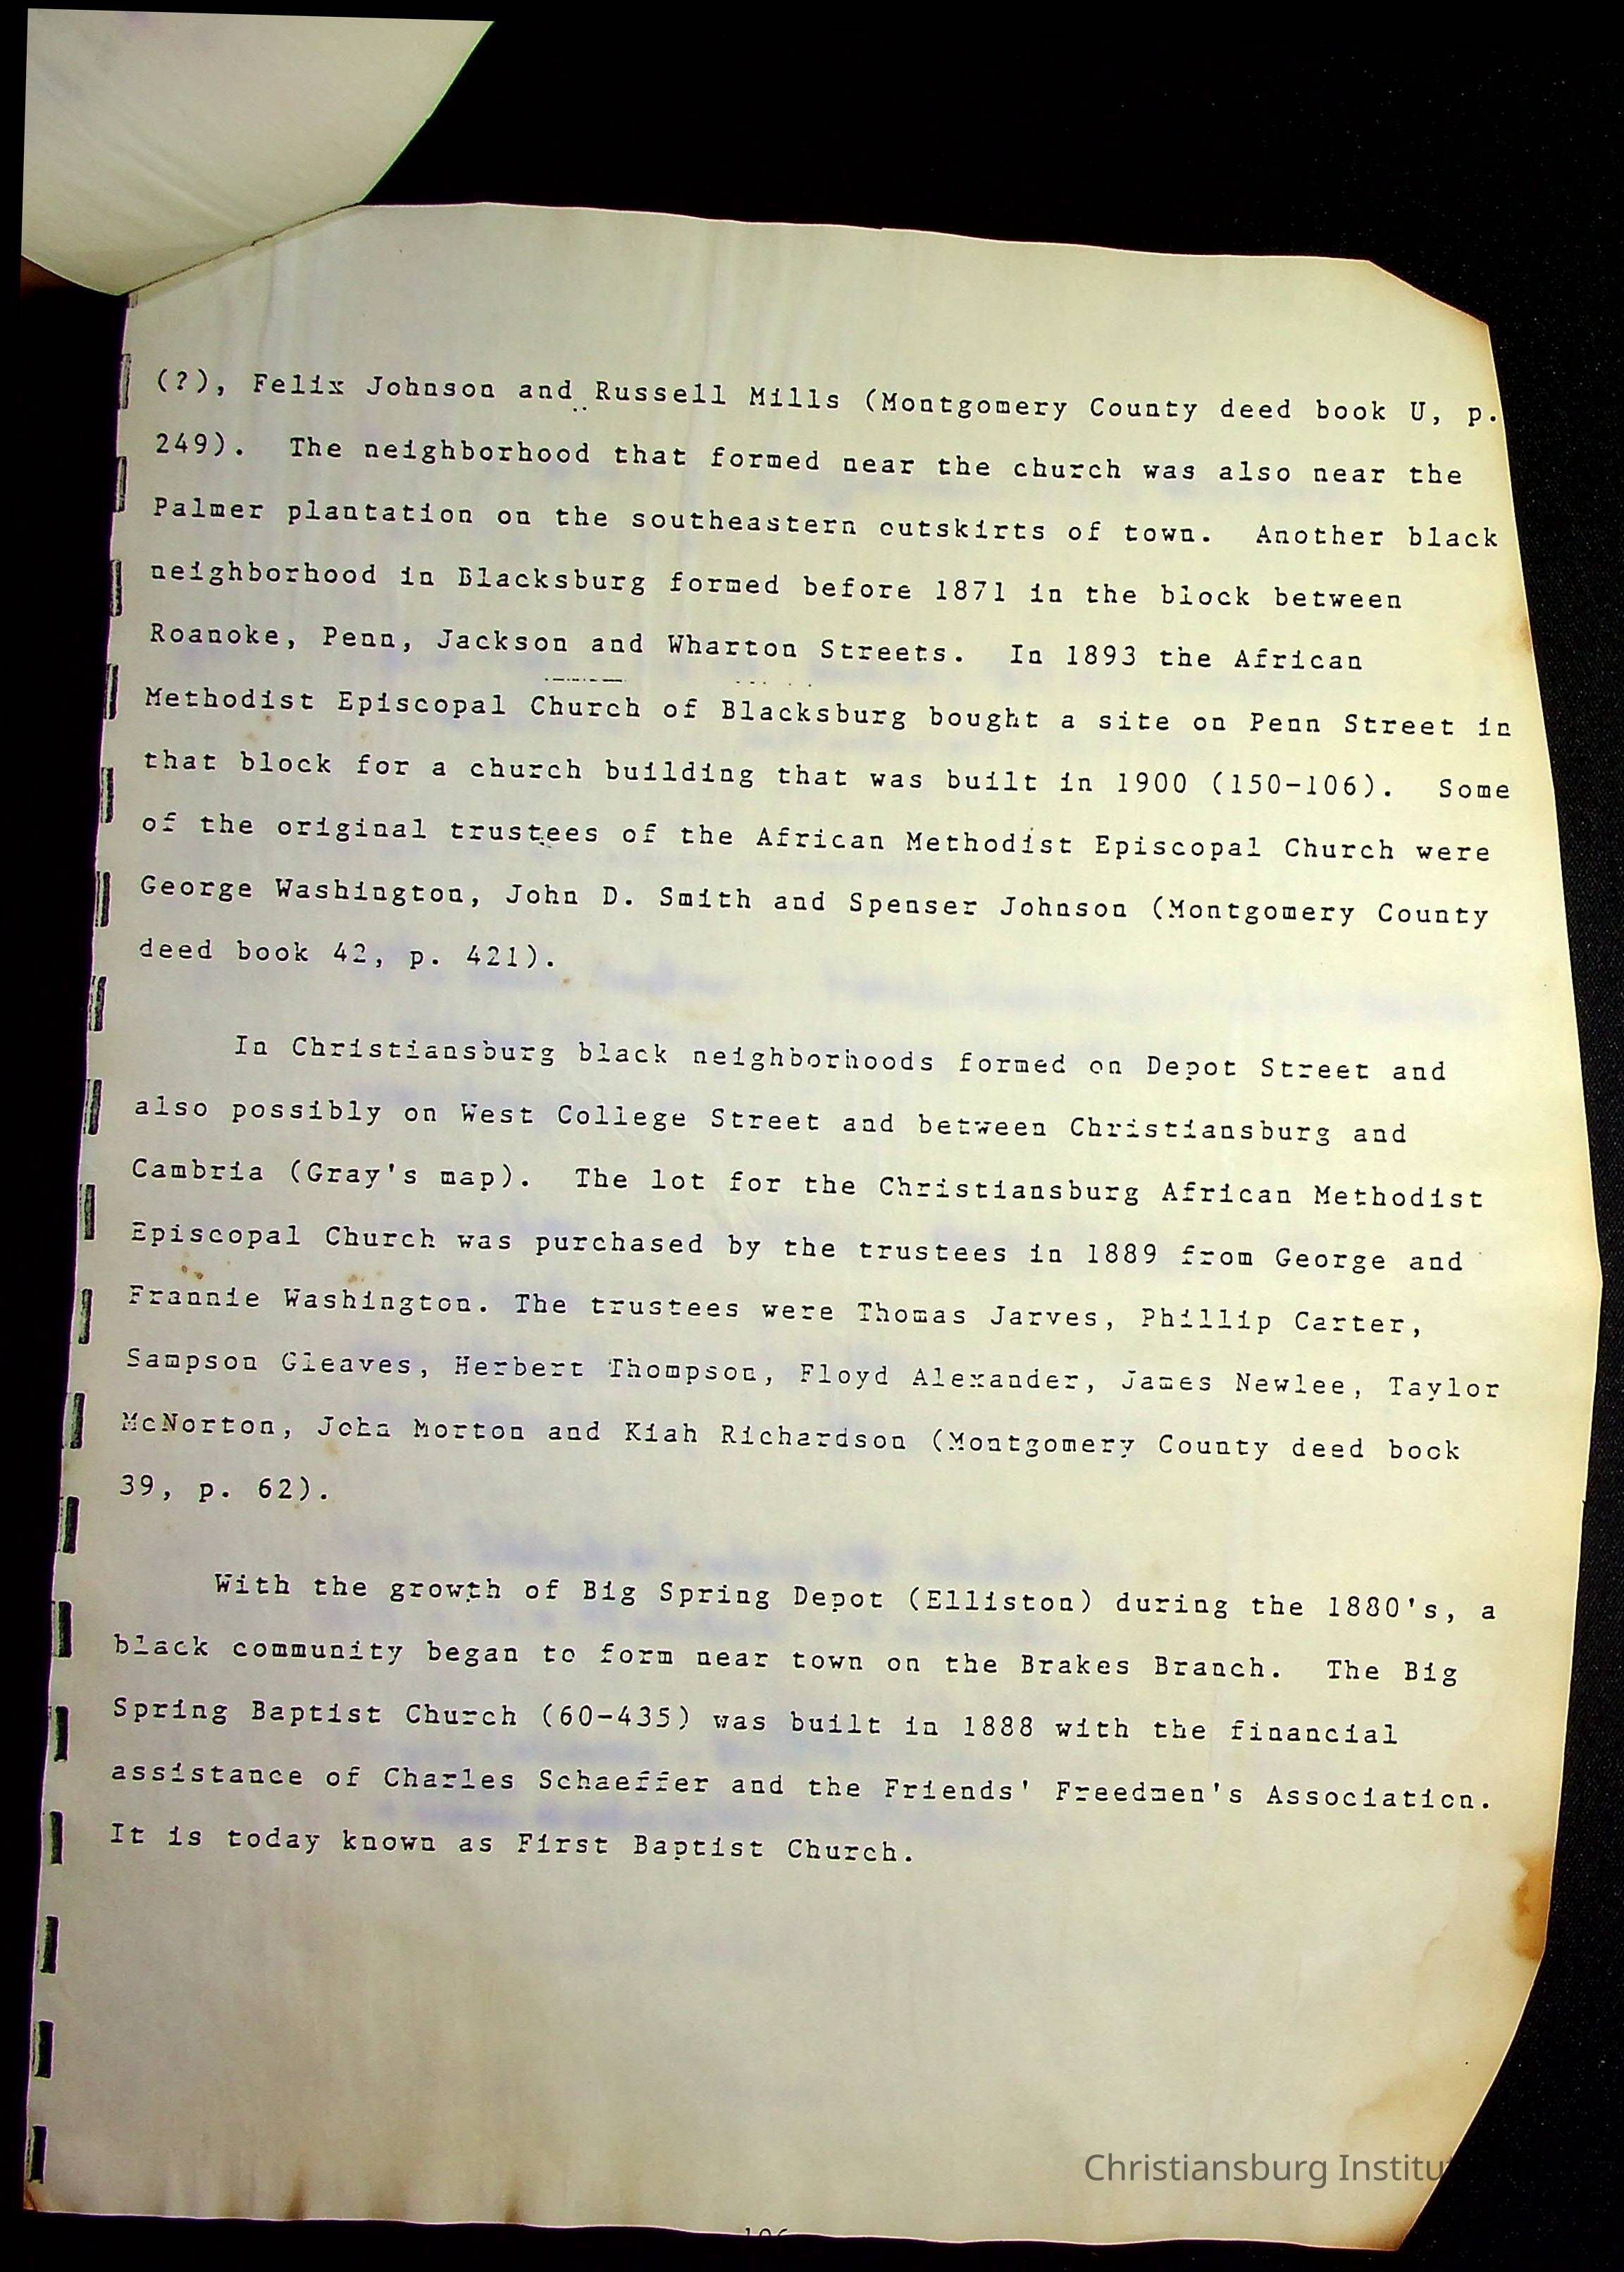 (?), Felix Johnson and Russell Mills (Montgomery County deed book U, p.
249).  The neighborhood that formed near the church was also near the
Palmer plantation on the southeastern outskirts of town.  Another black
neighborhood in Blacksburg formed before 1871 in the block between
Roanoke, Penn, Jackson and Wharton Streets.  In 1893 the African
Methodist Episcopal Church of Blacksburg bought a site on Penn Street in
that block for a church building that was built in 1900 (150-106).  Some
of the original trustees of the African Methodist Episcopal Church were
George Washington, John D. Smith and Spenser Johnson (Montgomery County
deed book 42, p. 421).
In Christiansburg black neighborhoods formed on Depot Street and
also possibly on West College Street and between Christiansburg and
Cambria (Gray's map).  The lot for the Christiansburg African Methodist
Episcopal Church was purchased by the trustees in 1889 from George and
Frannie Washington. The trustees were Thomas Jarves, Phillip Carter,
Sampson Gleaves, Herbert Thompson, Floyd Alexander, James Newlee, Taylor
McNorton, John Morton and Kiah Richardson (Montgomery County deed book
39, p. 62).
With the growth of Big Spring Depot (Elliston) during the 1880's, a
black community began to form near town on the Brakes Branch.  The Big
Spring Baptist Church (60-435) was built in 1888 with the financial
assistance of Charles Schaeffer and the Friends' Freedmen's Association.
It is today known as First Baptist Church.
Christiansburg